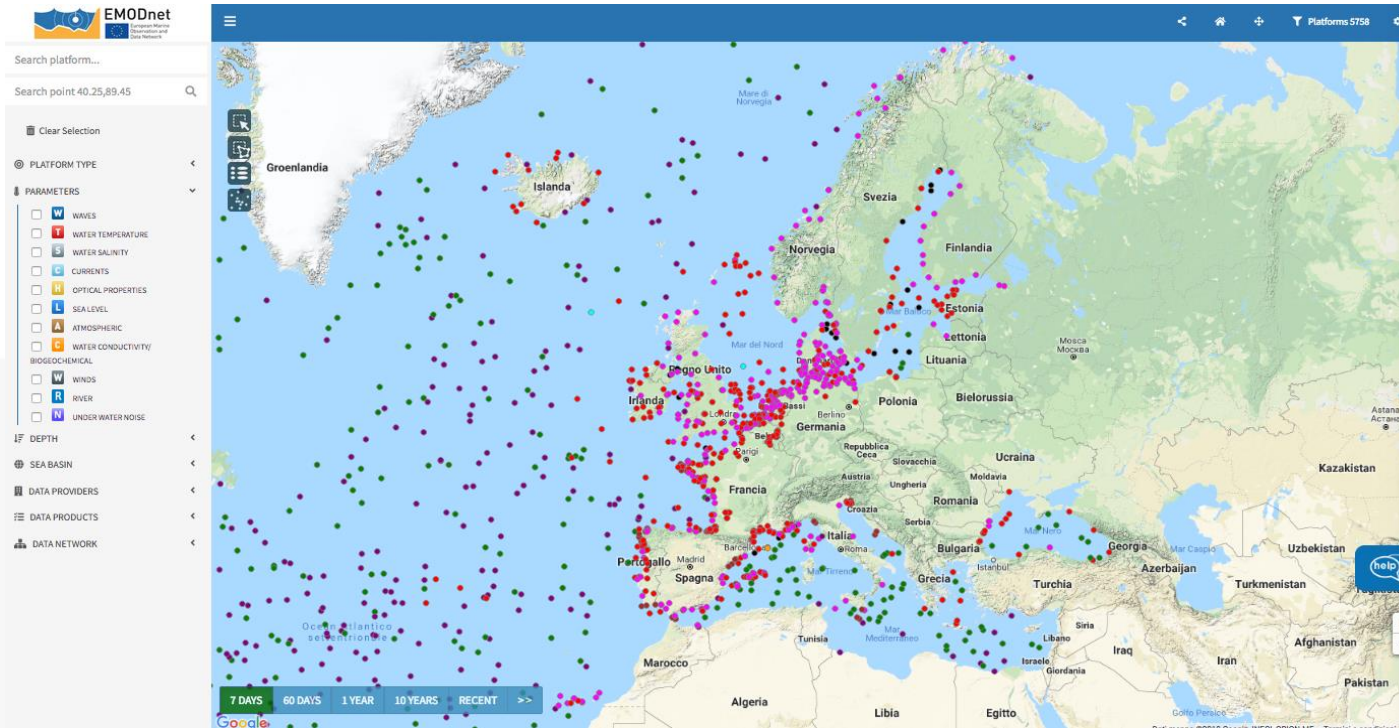 EMODnet
European Marine
Observation and
Data Network
Platforms 5758
Search platform...
Search point 40.25,89.45
Clear Selection
PLATFORM TYPE
PARAMETERS
W WAVES
T WATER TEMPERATURE
S WATER SALINITY
C CURRENTS
H OPTICAL PROPERTIES
L SEA LEVEL
A ATMOSPHERIC
C WATER CONDUCTIVITY/
BIOGEOCHEMICAL
W WINDS
R RIVER
N UNDER WATER NOISE
DEPTH
SEA BASIN
DATA PROVIDERS
DATA PRODUCTS
DATA NETWORK
Mare di
Norvegia
Groenlandia
Islanda
Svezia
Norvegia
Finlandia
Estonia
Mar Baltico
Lettonia
Mar del Nord
Lituania
Mosca
Москва
Regno Unito
Irlanda
Londra
Bassi
Berlino
Polonia
Bielorussia
Germania
Astana
Parigi
Repubblica
Ceca
Slovacchia
Ucraina
Austria
Ungheria
Moldavia
Kazakistan
Francia
Croazia
Romania
Serbia
Italia
Roma
Bulgaria
Mar Nero
Georgia
Mar Caspio
Uzbekistan
Portogallo
Madrid
Spagna
Mar Tirreno
Grecia
Istanbul
Turchia
Azerbaijan
Turkmenistan
help
Oceano Atlantico
settentrionale
Tunisia
Mar
Mediterraneo
Siria
Libano
Iraq
Israele
Giordania
Iran
Afghanistan
Marocco
Pakistan
7 DAYS 60 DAYS 1 YEAR 10 YEARS RECENT >>
Algeria
Libia
Egitto
Golfo Persico
Google